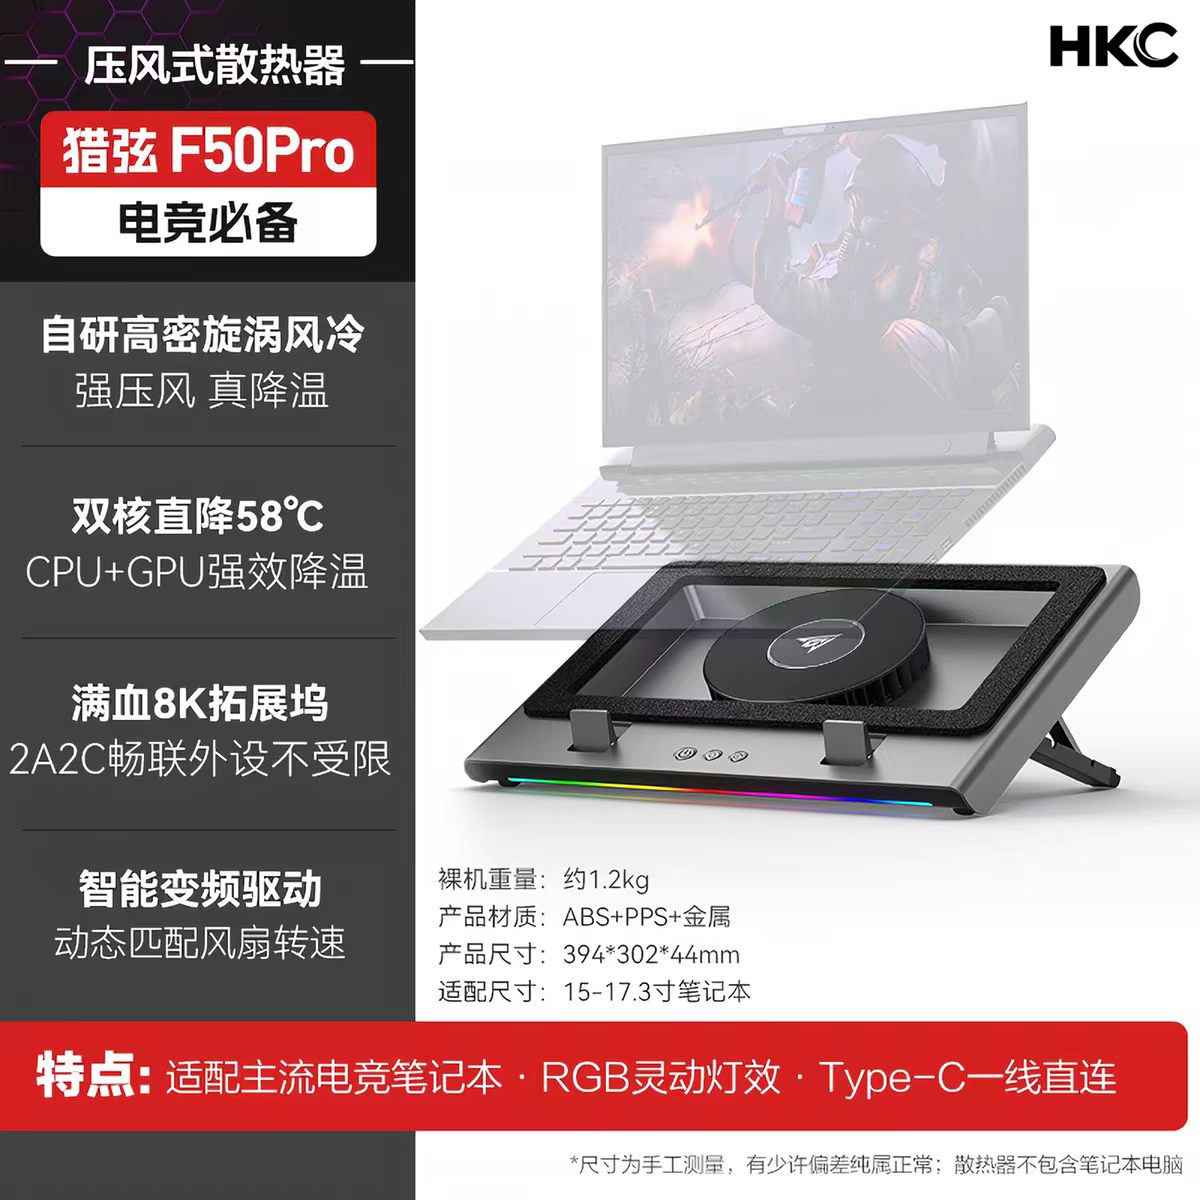 HKC
压风式散热器
猎弦 F50Pro
电竞必备
自研高密旋涡风冷
强压风 真降温
双核直降58℃
CPU+GPU强效降温
满血8K拓展坞
2A2C畅联外设不受限
智能变频驱动
动态匹配风扇转速
裸机重量：约1.2kg
产品材质：ABS+PPS+金属
产品尺寸：394*302*44mm
适配尺寸：15-17.3寸笔记本
特点: 适配主流电竞笔记本 · RGB灵动灯效 · Type-C一线直连
*尺寸为手工测量，有少许偏差纯属正常；散热器不包含笔记本电脑